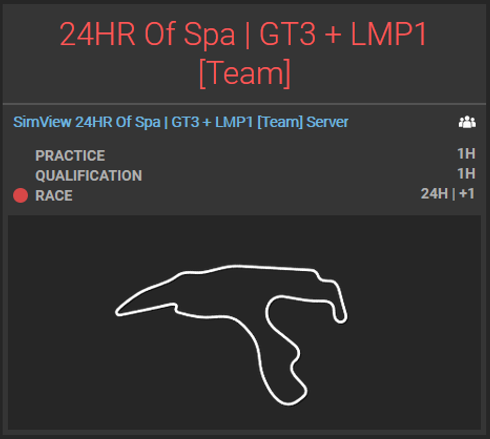 24HR Of Spa | GT3 + LMP1
[Team]
SimView 24HR Of Spa | GT3 + LMP1 [Team] Server
PRACTICE 1H
QUALIFICATION 1H
RACE 24H | +1